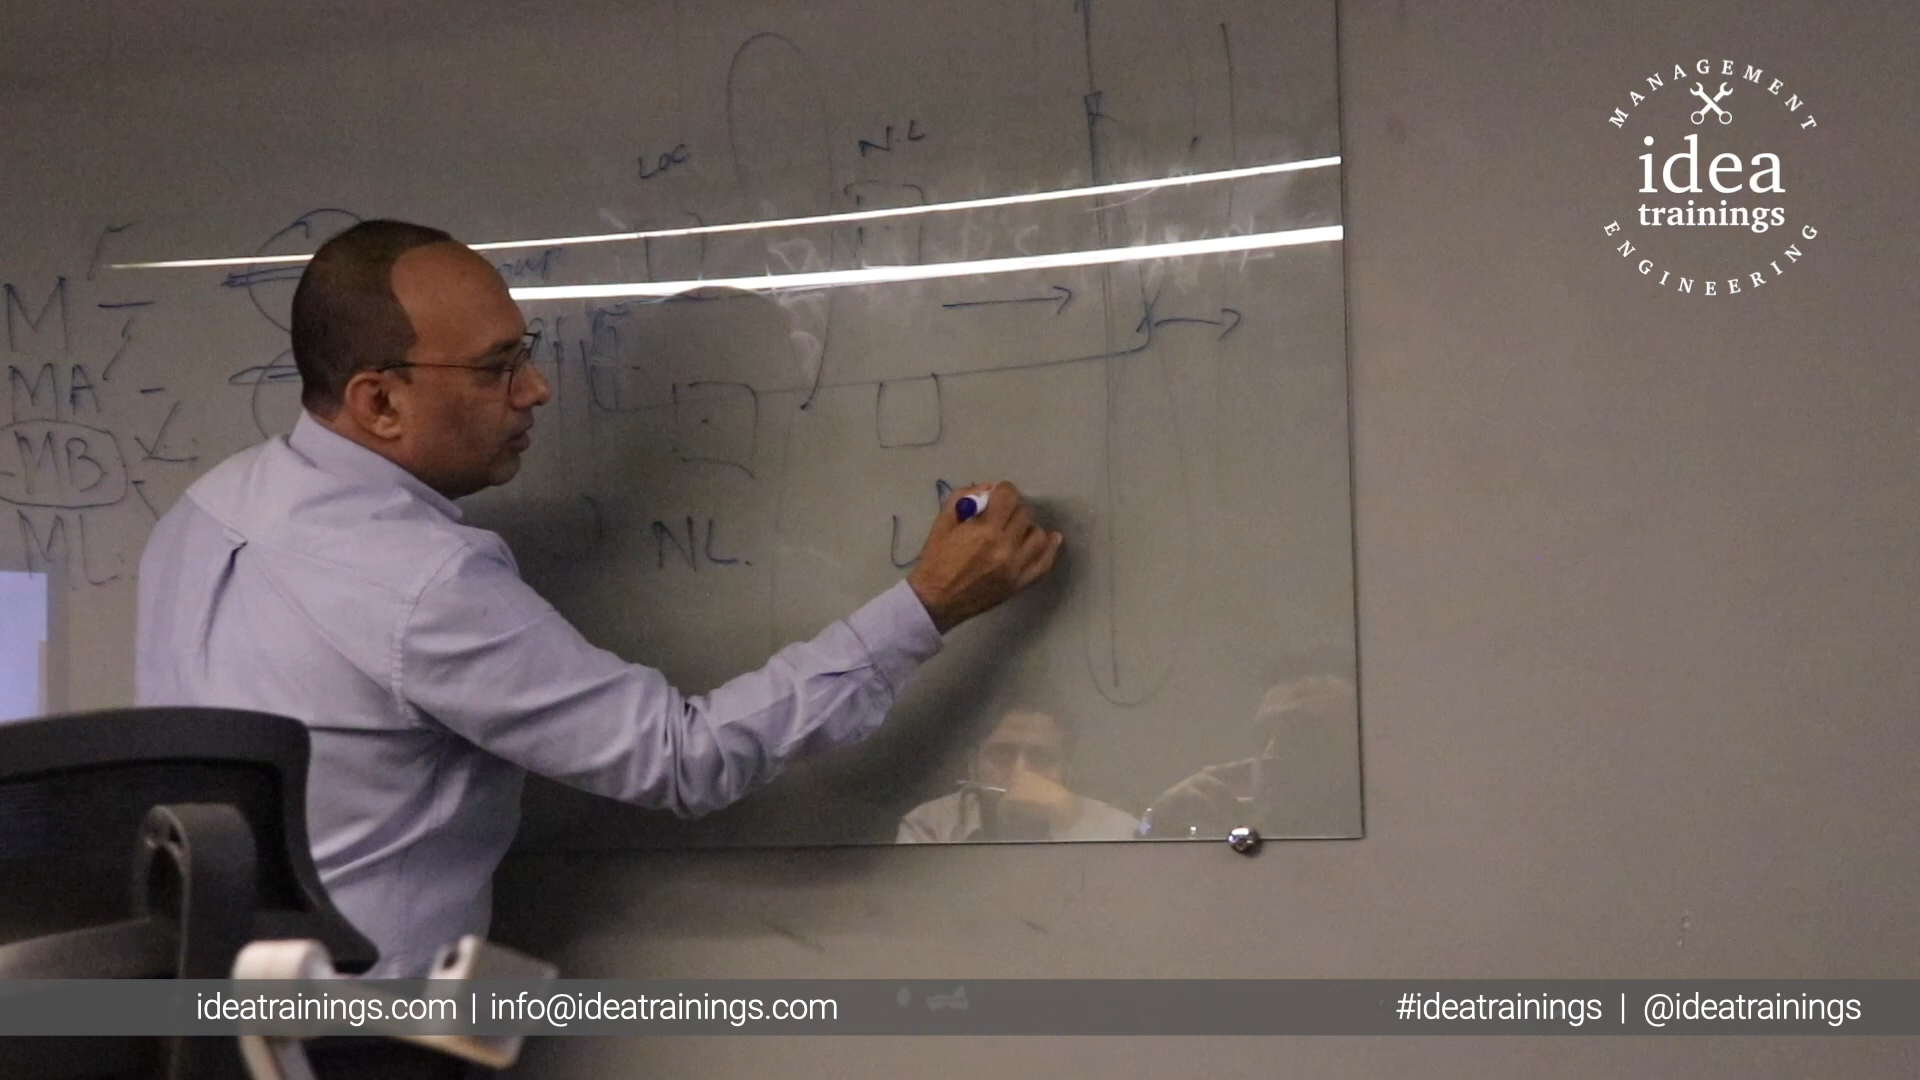 MANAGEMENT
idea
trainings
ENGINEERING
LOC
N.L
M -
MA -
MB
ML.
NL.
ideatrainings.com | info@ideatrainings.com
#ideatrainings | @ideatrainings